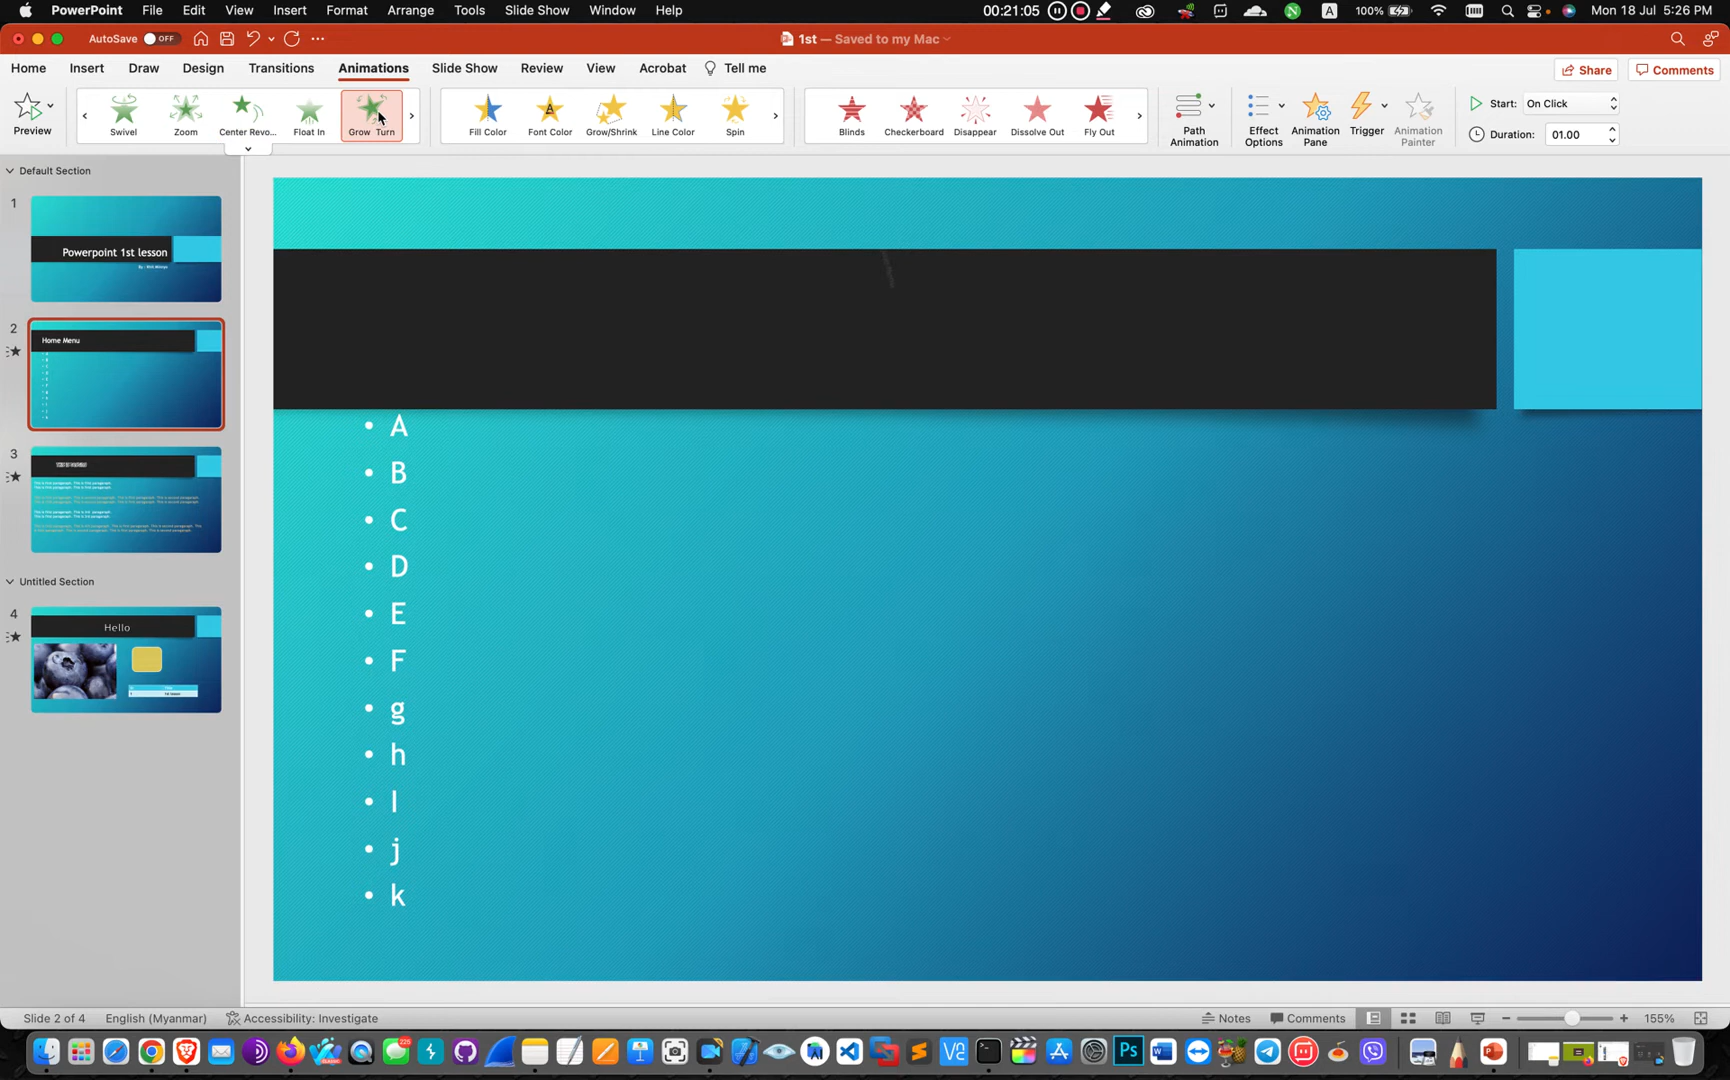 PowerPoint File Edit View Insert Format Arrange Tools Slide Show Window Help 00:21:05 A 100% Mon 18 Jul 5:26 PM
AutoSave OFF 1st — Saved to my Mac
Home Insert Draw Design Transitions Animations Slide Show Review View Acrobat Tell me Share Comments
Preview Swivel Zoom Center Revo... Float In Grow Turn Fill Color Font Color Grow/Shrink Line Color Spin Blinds Checkerboard Disappear Dissolve Out Fly Out Path Animation Effect Options Animation Pane Trigger Animation Painter
Start: On Click
Duration: 01.00
Default Section
1
Powerpoint 1st lesson
2
Home Menu
3
Untitled Section
4
Hello
A
B
C
D
E
F
g
h
I
j
k
Slide 2 of 4 English (Myanmar) Accessibility: Investigate Notes Comments 155%
225
Ps